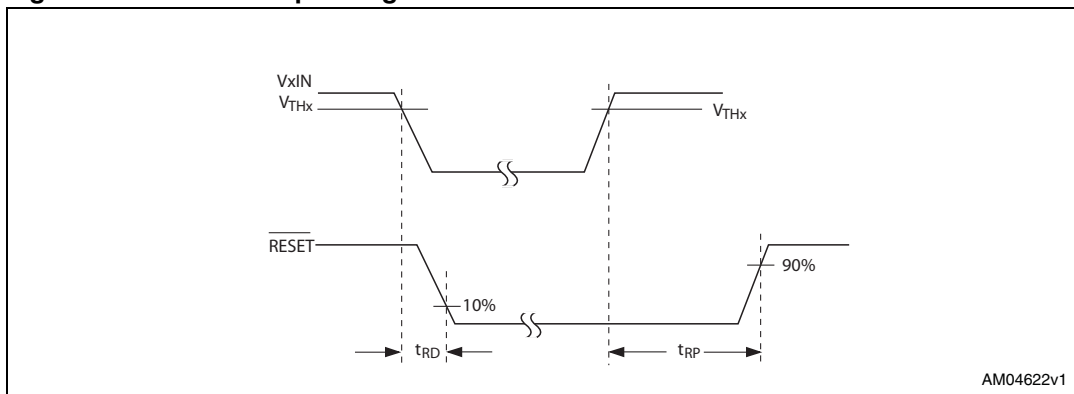 VxIN
VTHx
VTHx
RESET
90%
10%
tRD
tRP
AM04622v1